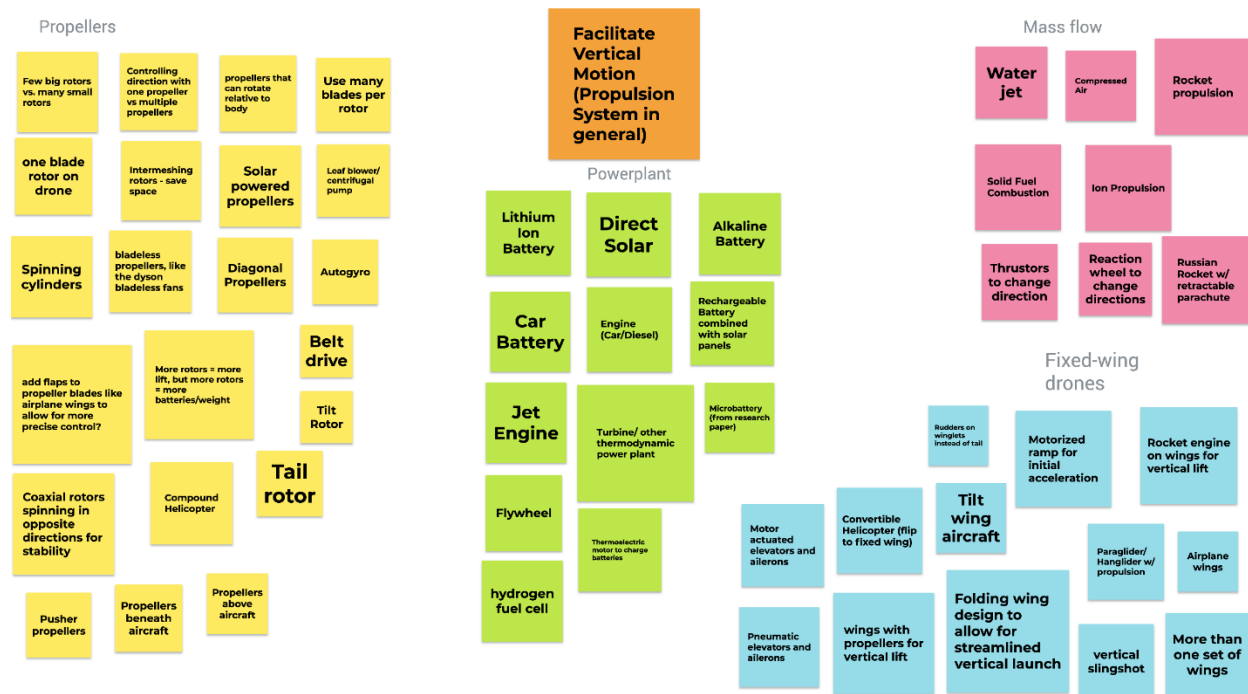 Propellers
Few big rotors
vs. many small
rotors
Controlling
direction with
one propeller
vs multiple
propellers
propellers that
can rotate
relative to
body
Use many
blades per
rotor
one blade
rotor on
drone
Intermeshing
rotors - save
space
Solar
powered
propellers
Leaf blower/
centrifugal
pump
Spinning
cylinders
bladeless
propellers, like
the dyson
bladeless fans
Diagonal
Propellers
Autogyro
add flaps to
propeller blades like
airplane wings to
allow for more
precise control?
More rotors = more
lift, but more rotors
= more
batteries/weight
Belt
drive
Tilt
Rotor
Coaxial rotors
spinning in
opposite
directions for
stability
Compound
Helicopter
Tail
rotor
Pusher
propellers
Propellers
beneath
aircraft
Propellers
above
aircraft
Facilitate
Vertical
Motion
(Propulsion
System in
general)
Powerplant
Lithium
Ion
Battery
Direct
Solar
Alkaline
Battery
Car
Battery
Engine
(Car/Diesel)
Rechargeable
Battery
combined
with solar
panels
Jet
Engine
Turbine/ other
thermodynamic
power plant
Microbattery
(from research
paper)
Flywheel
Thermoelectric
motor to charge
batteries
hydrogen
fuel cell
Mass flow
Water
jet
Compressed
Air
Rocket
propulsion
Solid Fuel
Combustion
Ion Propulsion
Thrustors
to change
direction
Reaction
wheel to
change
directions
Russian
Rocket w/
retractable
parachute
Fixed-wing
drones
Rudders on
winglets
instead of tail
Motorized
ramp for
initial
acceleration
Rocket engine
on wings for
vertical lift
Motor
actuated
elevators and
ailerons
Convertible
Helicopter (flip
to fixed wing)
Tilt
wing
aircraft
Paraglider/
Hanglider w/
propulsion
Airplane
wings
Pneumatic
elevators and
ailerons
wings with
propellers for
vertical lift
Folding wing
design to
allow for
streamlined
vertical launch
vertical
slingshot
More than
one set of
wings